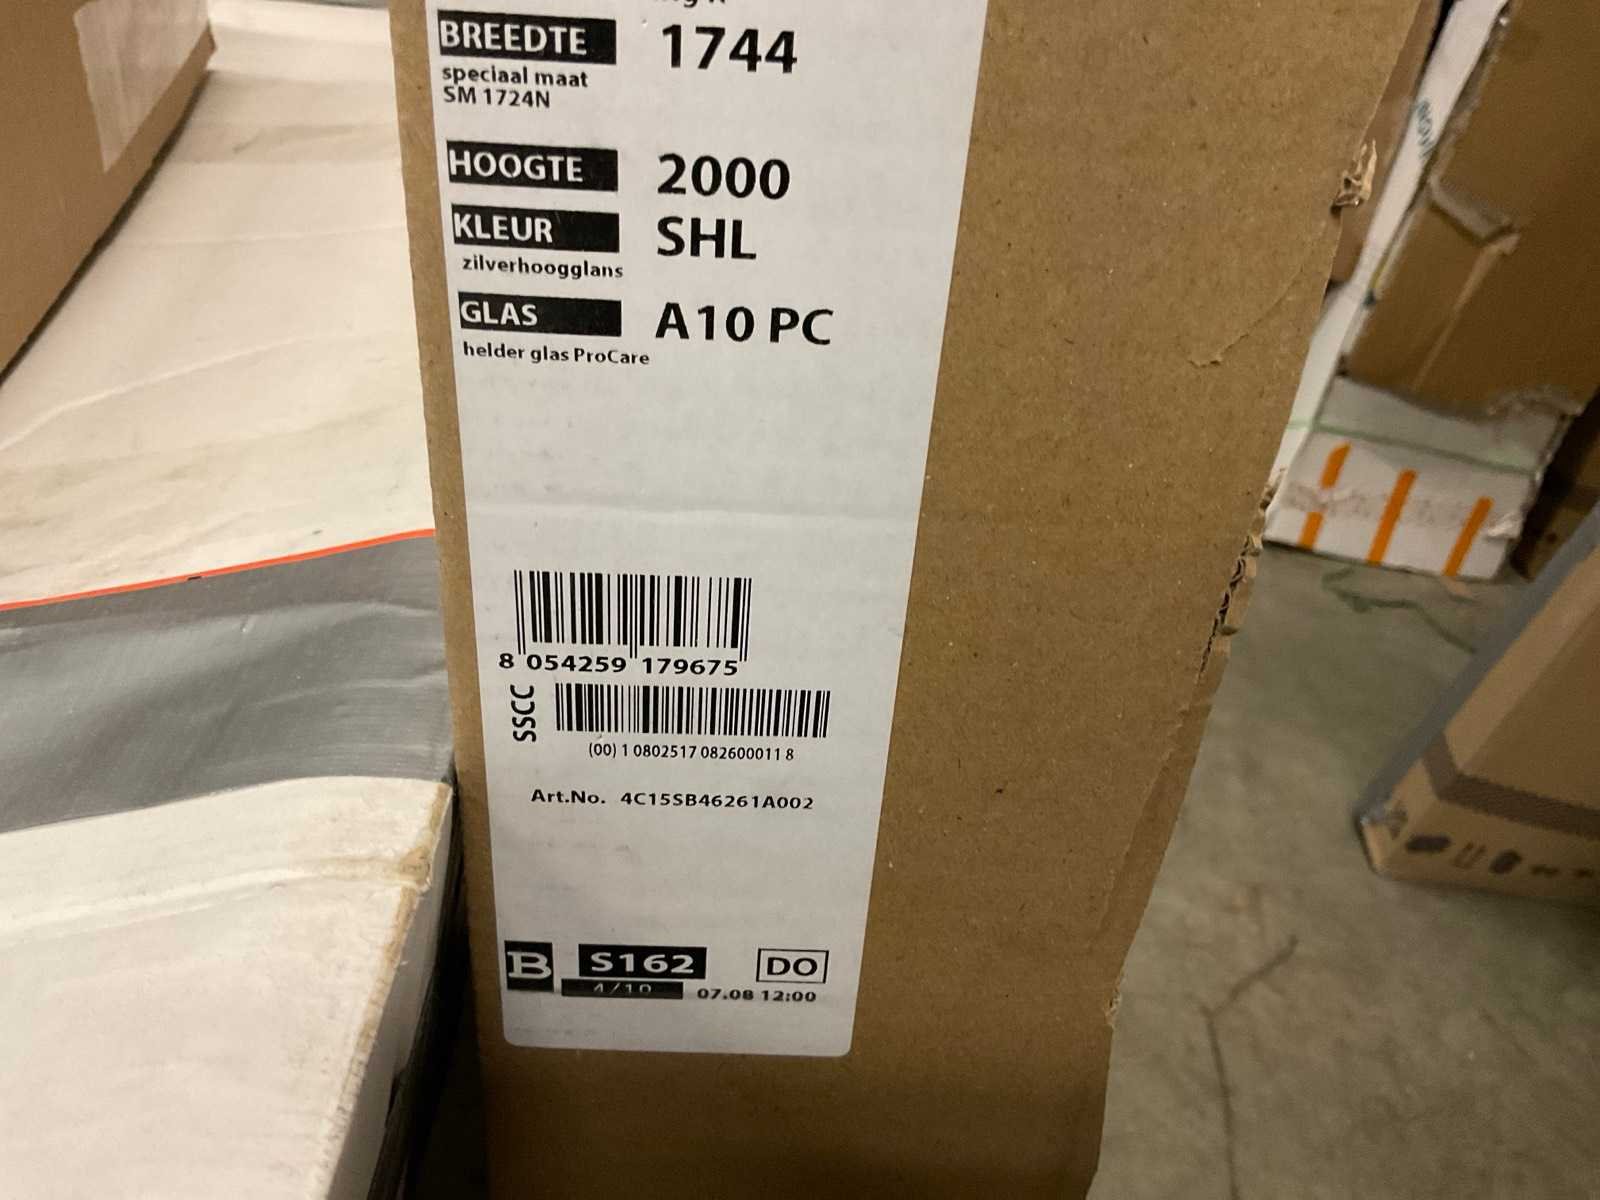 BREEDTE 1744
speciaal maat
SM 1724N
HOOGTE 2000
KLEUR SHL
zilverhoogglans
GLAS A10 PC
helder glas ProCare
8 054259 179675
SSCC
(00) 1 0802517 082600011 8
Art.No. 4C15SB46261A002
B S162 DO
4/10 07.08 12:00